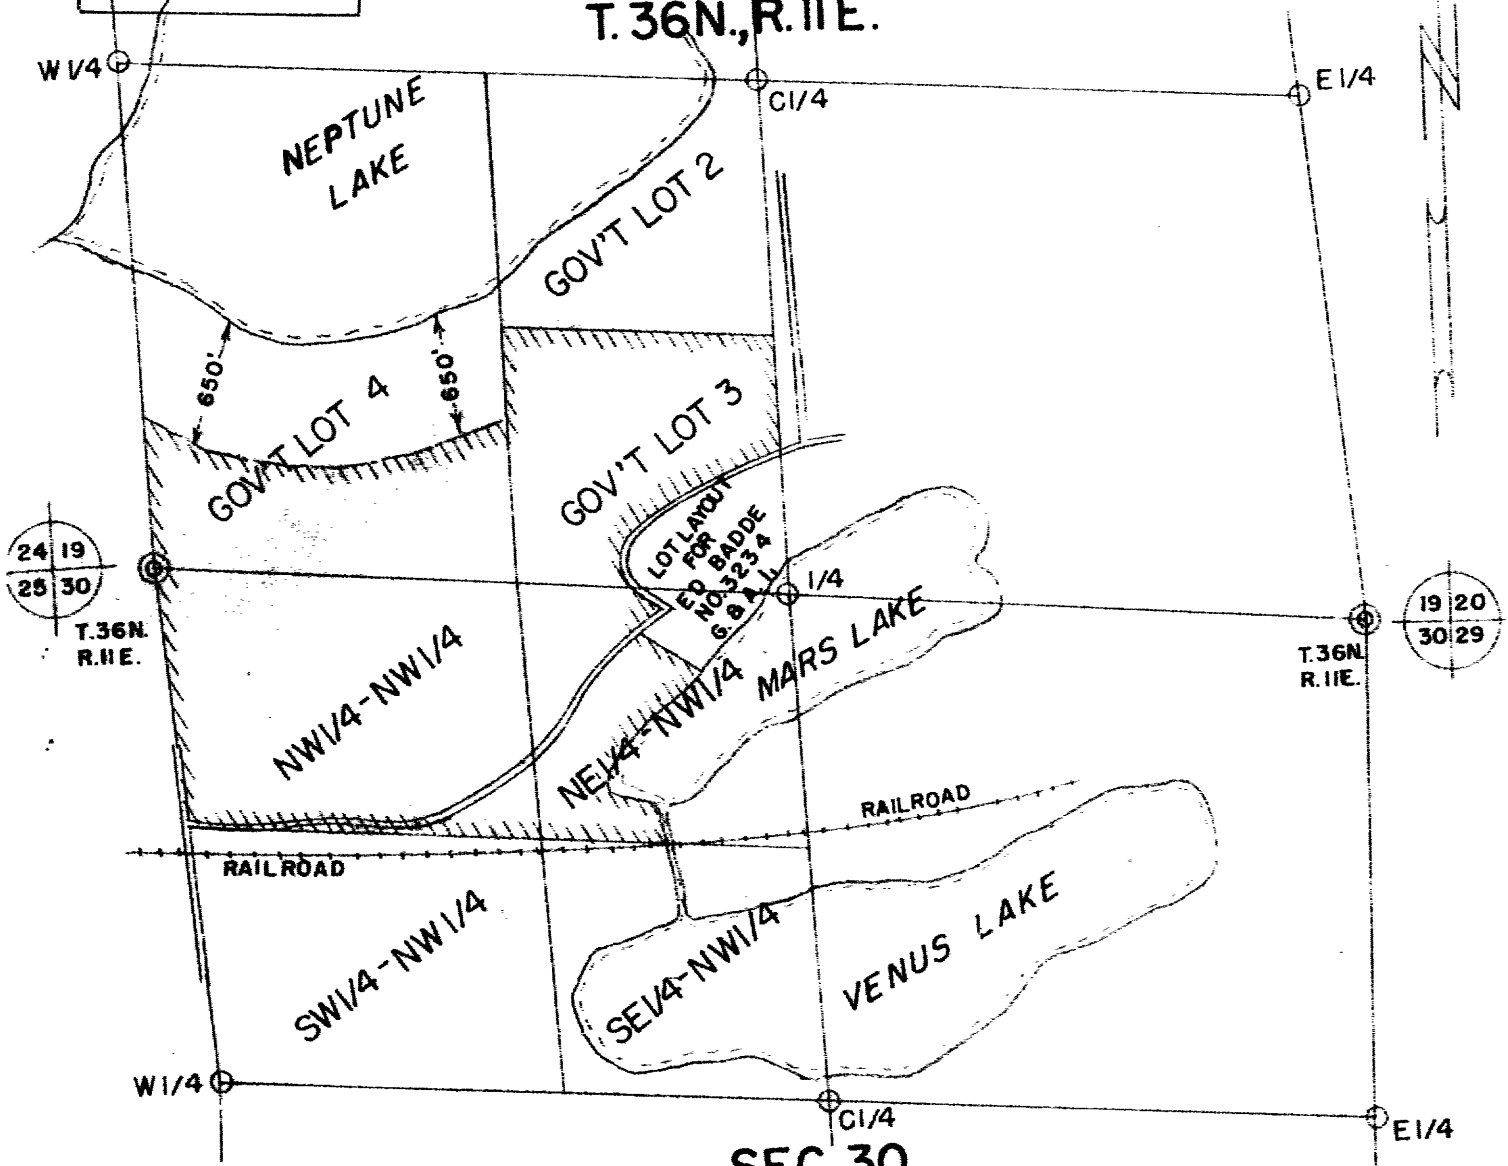 T. 36N., R. 11 E.
W 1/4
C 1/4
E 1/4
N
NEPTUNE
LAKE
GOV'T LOT 2
650'
650'
GOV'T LOT 4
GOV'T LOT 3
LOT LAYOUT
FOR
ED BADDE
NO. 3234
G. & A. I.
24 19
25 30
T.36N.
R.11E.
1/4
19 20
30 29
T.36N.
R.11E.
MARS LAKE
NW1/4-NW1/4
NE1/4-NW1/4
RAILROAD
RAILROAD
SW1/4-NW1/4
SE1/4-NW1/4
VENUS LAKE
W 1/4
C 1/4
E 1/4
SEC. 30